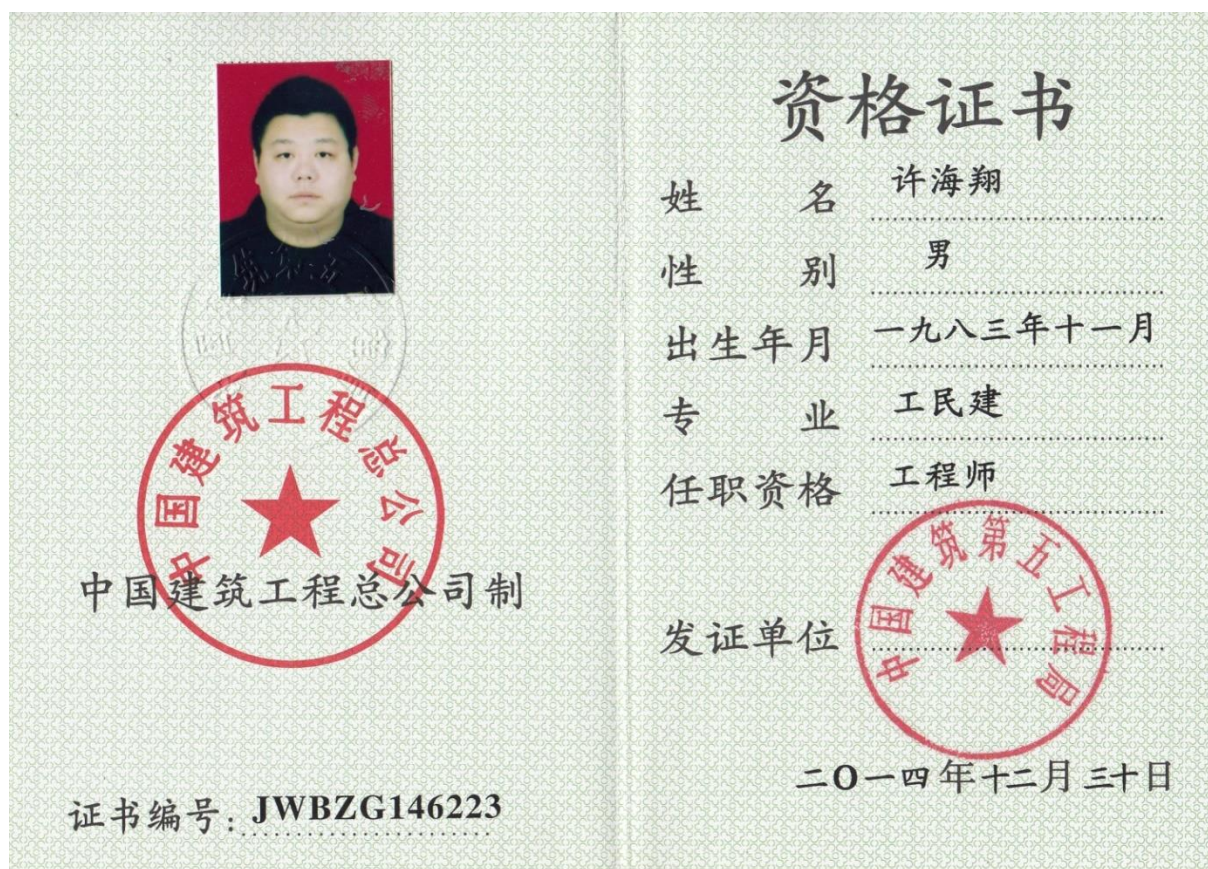 中国建筑工程总公司
中国建筑工程总公司制
证书编号：JWBZG146223
资格证书
姓名 许海翔
性别 男
出生年月 一九八三年十一月
专业 工民建
任职资格 工程师
发证单位
中国建筑第五工程局
二〇一四年十二月三十日